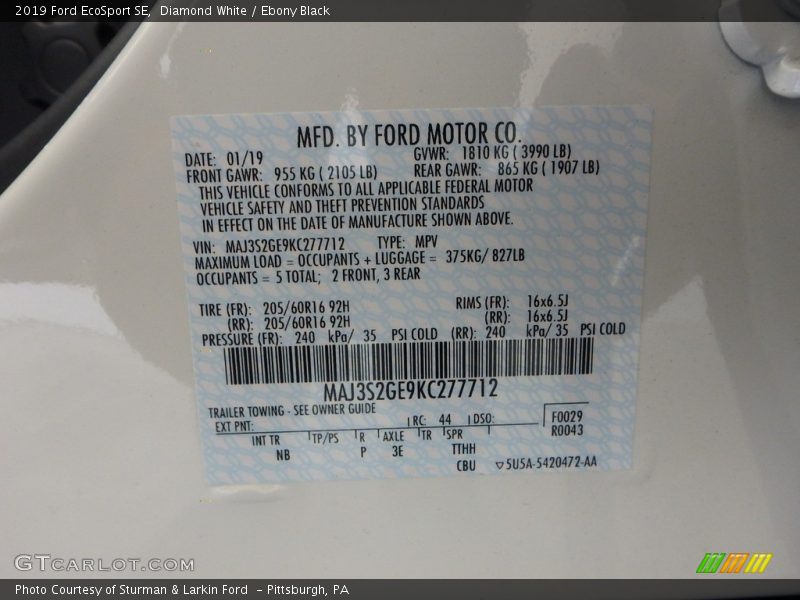 2019 Ford EcoSport SE,  Diamond White / Ebony Black
MFD. BY FORD MOTOR CO.
DATE: 01/19 GVWR: 1810 KG ( 3990 LB)
FRONT GAWR: 955 KG ( 2105 LB) REAR GAWR: 865 KG ( 1907 LB)
THIS VEHICLE CONFORMS TO ALL APPLICABLE FEDERAL MOTOR
VEHICLE SAFETY AND THEFT PREVENTION STANDARDS
IN EFFECT ON THE DATE OF MANUFACTURE SHOWN ABOVE.
VIN: MAJ3S2GE9KC277712 TYPE: MPV
MAXIMUM LOAD = OCCUPANTS + LUGGAGE = 375KG/ 827LB
OCCUPANTS = 5 TOTAL; 2 FRONT, 3 REAR
TIRE (FR): 205/60R16 92H RIMS (FR): 16x6.5J
(RR): 205/60R16 92H (RR): 16x6.5J
PRESSURE (FR): 240 kPa/ 35 PSI COLD (RR): 240 kPa/ 35 PSI COLD
MAJ3S2GE9KC277712
TRAILER TOWING - SEE OWNER GUIDE
EXT PNT: RC: 44 DSO: F0029
R0043
INT TR TP/PS R AXLE TR SPR
NB P 3E TTHH
CBU ▽5U5A-5420472-AA
GTCarLot.com
Photo Courtesy of Sturman & Larkin Ford  - Pittsburgh, PA